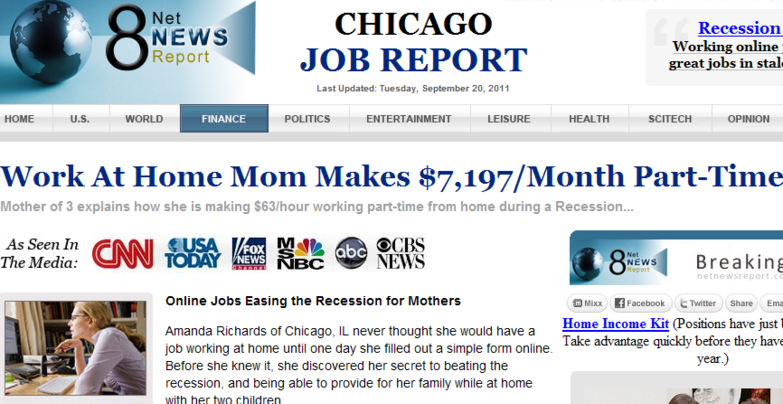 8 Net NEWS Report
CHICAGO
JOB REPORT
Last Updated: Tuesday, September 20, 2011
Recession
Working online
great jobs in
HOME U.S. WORLD FINANCE POLITICS ENTERTAINMENT LEISURE HEALTH SCITECH OPINION
Work At Home Mom Makes $7,197/Month Part-Time
Mother of 3 explains how she is making $63/hour working part-time from home during a Recession...
As Seen In
The Media:
CNN
USA TODAY
FOX NEWS channel
MSNBC
abc
CBS NEWS
8 Net NEWS Report
Breaking
netnewsreport.c
Mixx Facebook Twitter Share Ema
Home Income Kit (Positions have just
Take advantage quickly before they have
year.)
Online Jobs Easing the Recession for Mothers
Amanda Richards of Chicago, IL never thought she would have a
job working at home until one day she filled out a simple form online.
Before she knew it, she discovered her secret to beating the
recession, and being able to provide for her family while at home
with her two children